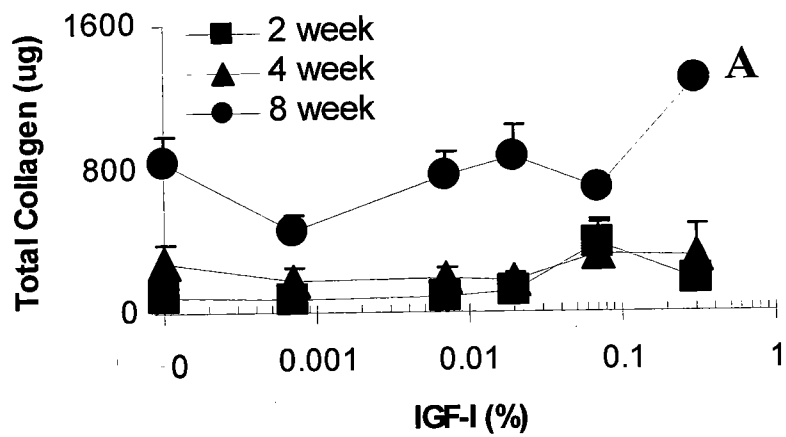 1600
800
0
Total Collagen (ug)
2 week
4 week
8 week
A
0
0.001
0.01
0.1
1
IGF-I (%)